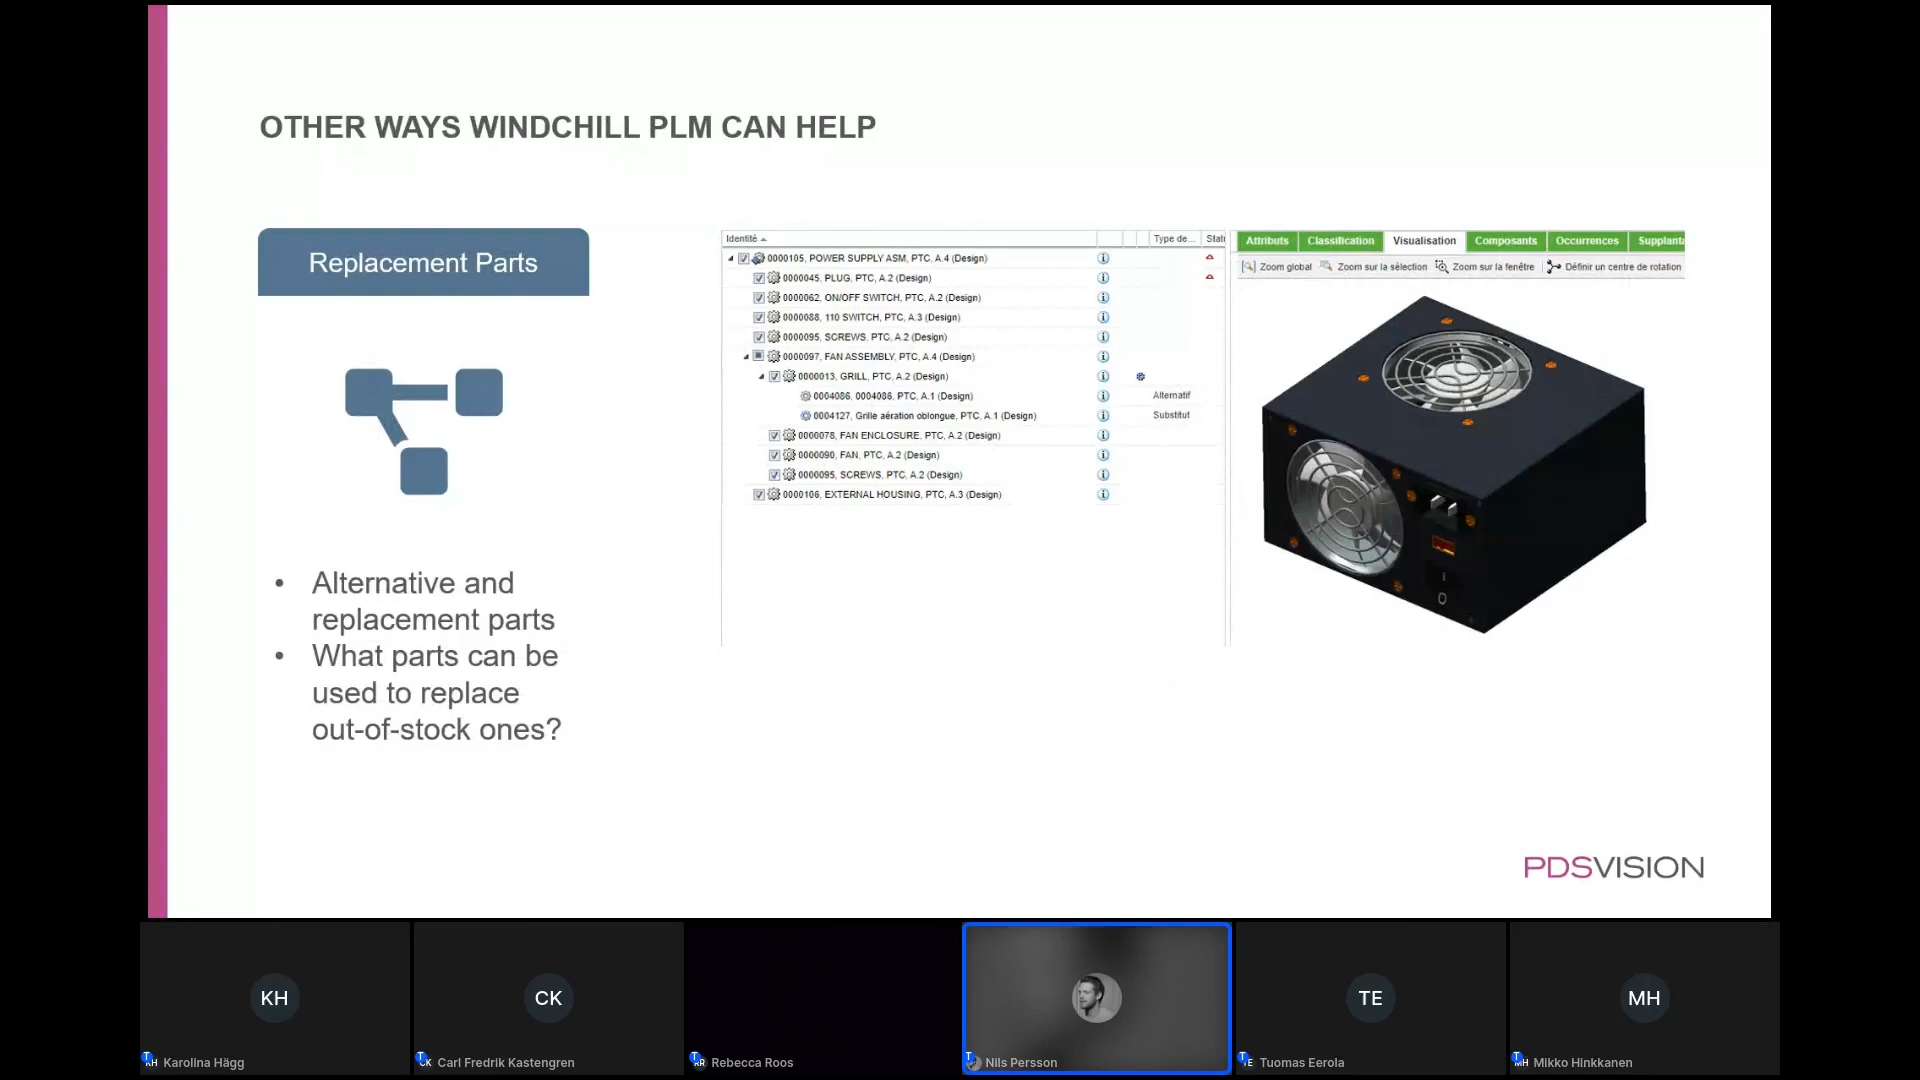 OTHER WAYS WINDCHILL PLM CAN HELP
Replacement Parts
• Alternative and
replacement parts
• What parts can be
used to replace
out-of-stock ones?
Identité
Type de...
Stat
0000105, POWER SUPPLY ASM, PTC, A.4 (Design)
0000045, PLUG, PTC, A.2 (Design)
0000062, ON/OFF SWITCH, PTC, A.2 (Design)
0000088, 110 SWITCH, PTC, A.3 (Design)
0000095, SCREWS, PTC, A.2 (Design)
0000097, FAN ASSEMBLY, PTC, A.4 (Design)
0000013, GRILL, PTC, A.2 (Design)
0004086, 0004086, PTC, A.1 (Design) Alternatif
0004127, Grille aération oblongue, PTC, A.1 (Design) Substitut
0000078, FAN ENCLOSURE, PTC, A.2 (Design)
0000090, FAN, PTC, A.2 (Design)
0000095, SCREWS, PTC, A.2 (Design)
0000106, EXTERNAL HOUSING, PTC, A.3 (Design)
Attributs Classification Visualisation Composants Occurrences Supplanta
Zoom global Zoom sur la sélection Zoom sur la fenêtre Définir un centre de rotation
I
O
PDSVISION
KH
CK
TE
MH
T KH Karolina Hägg
T CK Carl Fredrik Kastengren
T RR Rebecca Roos
T Nils Persson
T TE Tuomas Eerola
T MH Mikko Hinkkanen